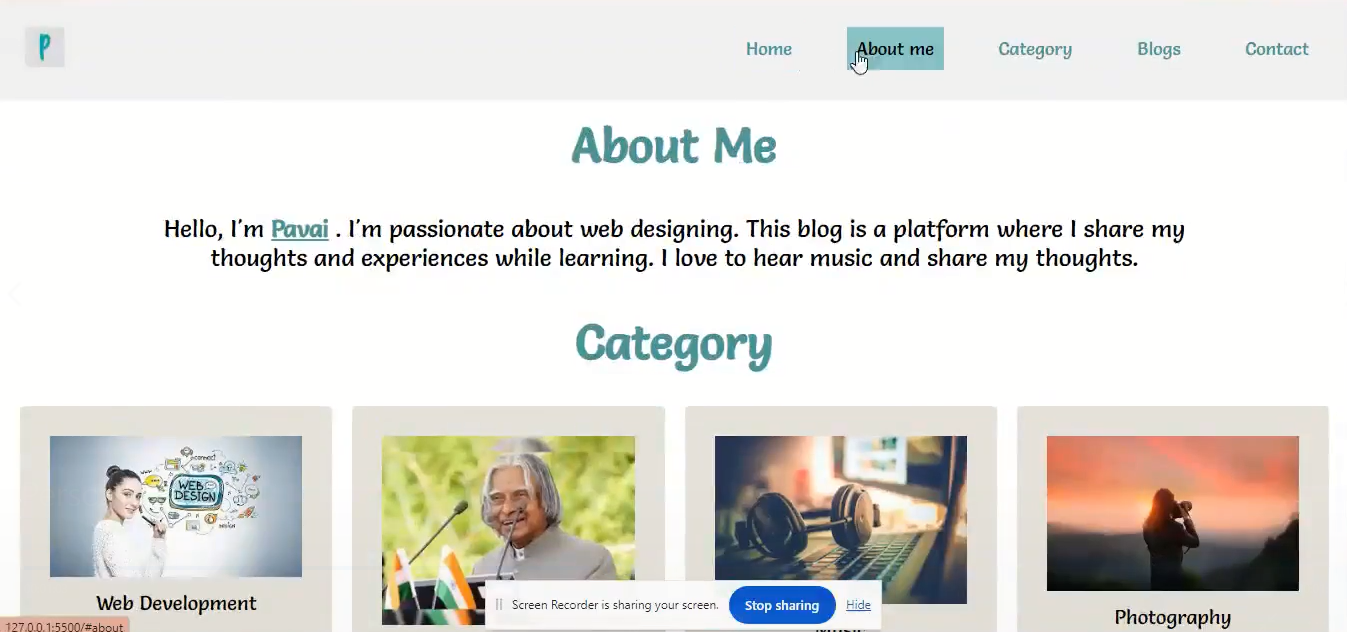 P
Home
About me
Category
Blogs
Contact
About Me
Hello, I'm Pavai . I'm passionate about web designing. This blog is a platform where I share my
thoughts and experiences while learning. I love to hear music and share my thoughts.
Category
connect
WEB
DESIGN
Web Development
Photography
Screen Recorder is sharing your screen.
Stop sharing
Hide
127.0.0.1:5500/#about